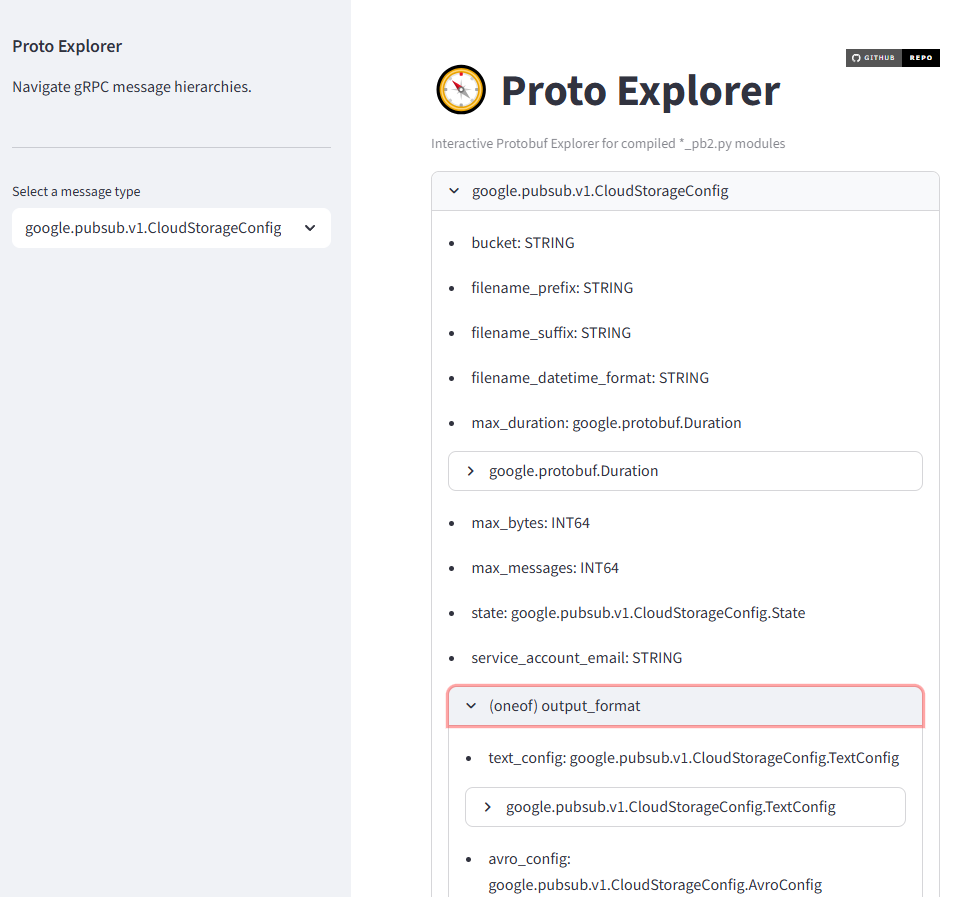 Proto Explorer
Navigate gRPC message hierarchies.
Select a message type
google.pubsub.v1.CloudStorageConfig
GITHUB REPO
Proto Explorer
Interactive Protobuf Explorer for compiled *_pb2.py modules
google.pubsub.v1.CloudStorageConfig
• bucket: STRING
• filename_prefix: STRING
• filename_suffix: STRING
• filename_datetime_format: STRING
• max_duration: google.protobuf.Duration
google.protobuf.Duration
• max_bytes: INT64
• max_messages: INT64
• state: google.pubsub.v1.CloudStorageConfig.State
• service_account_email: STRING
(oneof) output_format
• text_config: google.pubsub.v1.CloudStorageConfig.TextConfig
google.pubsub.v1.CloudStorageConfig.TextConfig
• avro_config:
google.pubsub.v1.CloudStorageConfig.AvroConfig